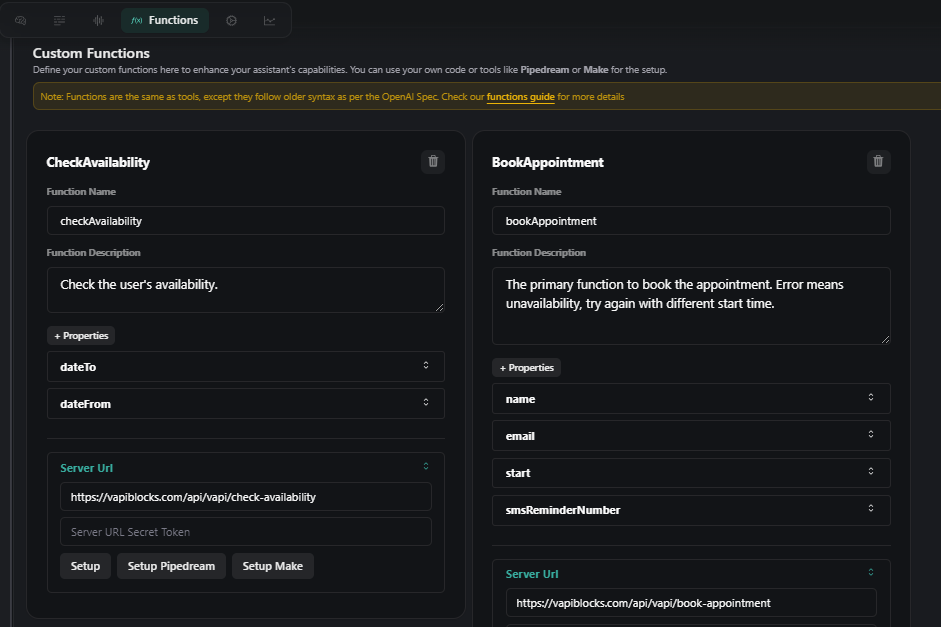 Functions
Custom Functions
Define your custom functions here to enhance your assistant's capabilities. You can use your own code or tools like Pipedream or Make for the setup.
Note: Functions are the same as tools, except they follow older syntax as per the OpenAI Spec. Check our functions guide for more details
CheckAvailability
Function Name
checkAvailability
Function Description
Check the user's availability.
+ Properties
dateTo
dateFrom
Server Url
https://vapiblocks.com/api/vapi/check-availability
Server URL Secret Token
Setup
Setup Pipedream
Setup Make
BookAppointment
Function Name
bookAppointment
Function Description
The primary function to book the appointment. Error means
unavailability, try again with different start time.
+ Properties
name
email
start
smsReminderNumber
Server Url
https://vapiblocks.com/api/vapi/book-appointment